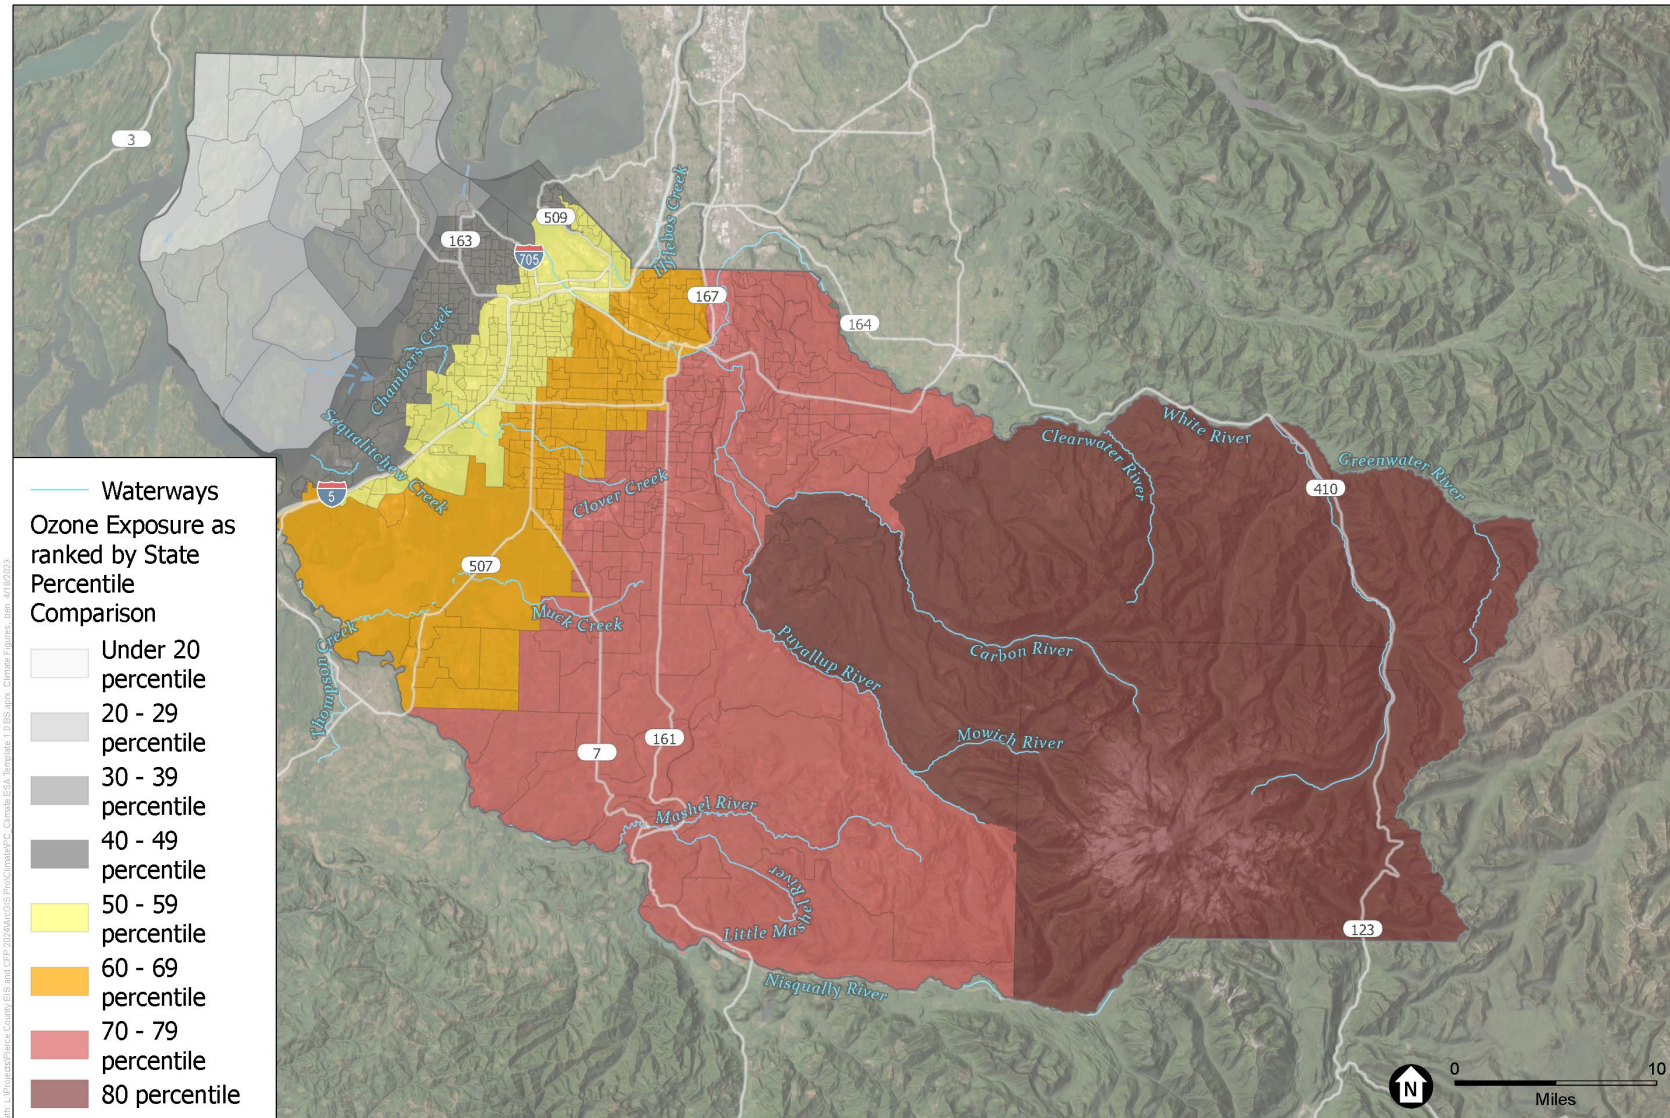 3
163
509
705
Hylebos Creek
167
164
Chambers Creek
Sequalitchew Creek
5
Clover Creek
507
Muck Creek
Thompson Creek
Puyallup River
Carbon River
Mowich River
Clearwater River
White River
Greenwater River
410
161
7
Mashel River
Little Mashel River
Nisqually River
123
Waterways
Ozone Exposure as
ranked by State
Percentile
Comparison
Under 20
percentile
20 - 29
percentile
30 - 39
percentile
40 - 49
percentile
50 - 59
percentile
60 - 69
percentile
70 - 79
percentile
80 percentile
N
0 10
Miles